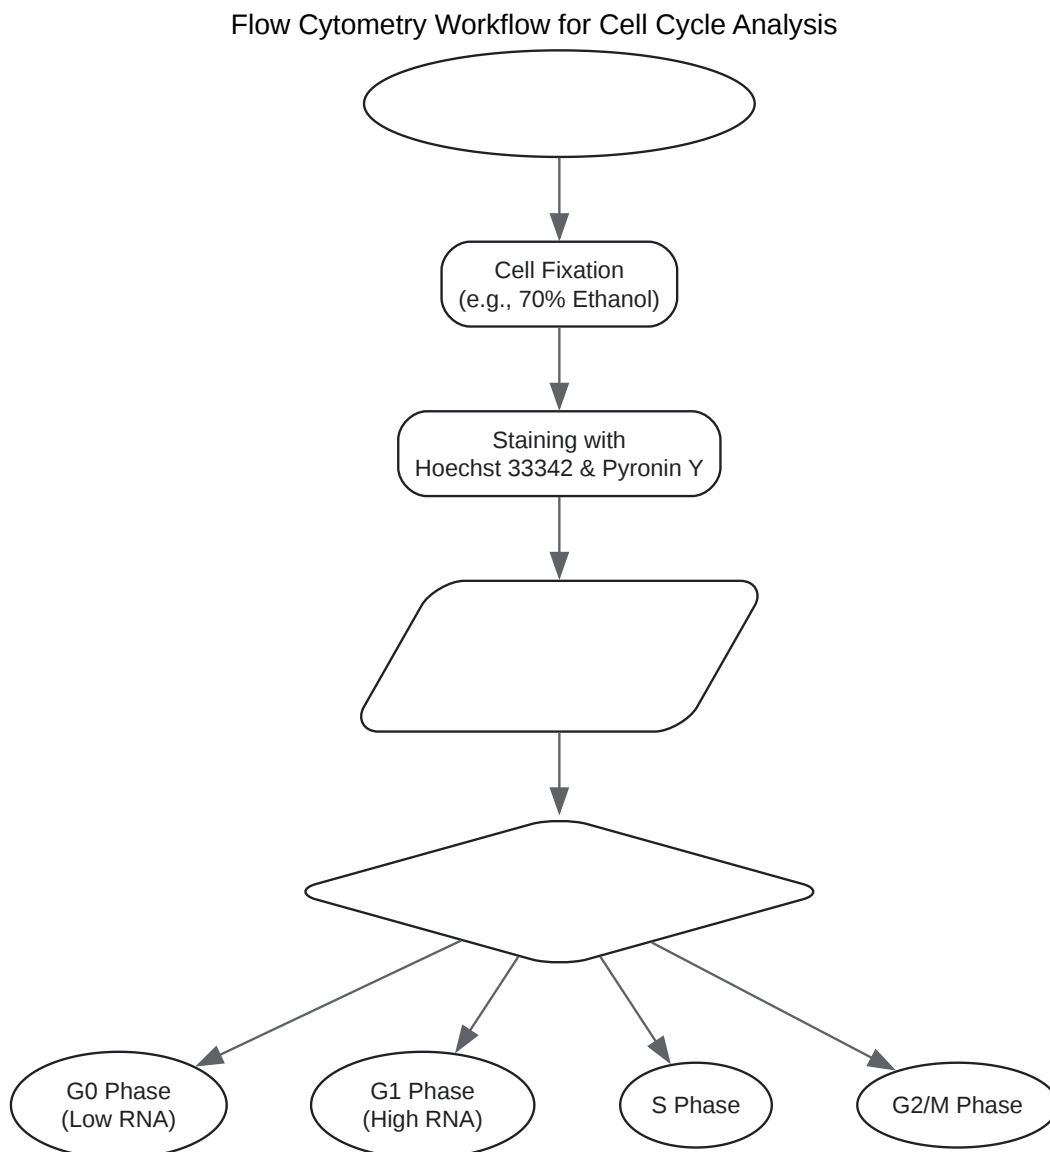 Flow Cytometry Workflow for Cell Cycle Analysis
Cell Fixation
(e.g., 70% Ethanol)
Staining with
Hoechst 33342 & Pyronin Y
G0 Phase
(Low RNA)
G1 Phase
(High RNA)
S Phase
G2/M Phase